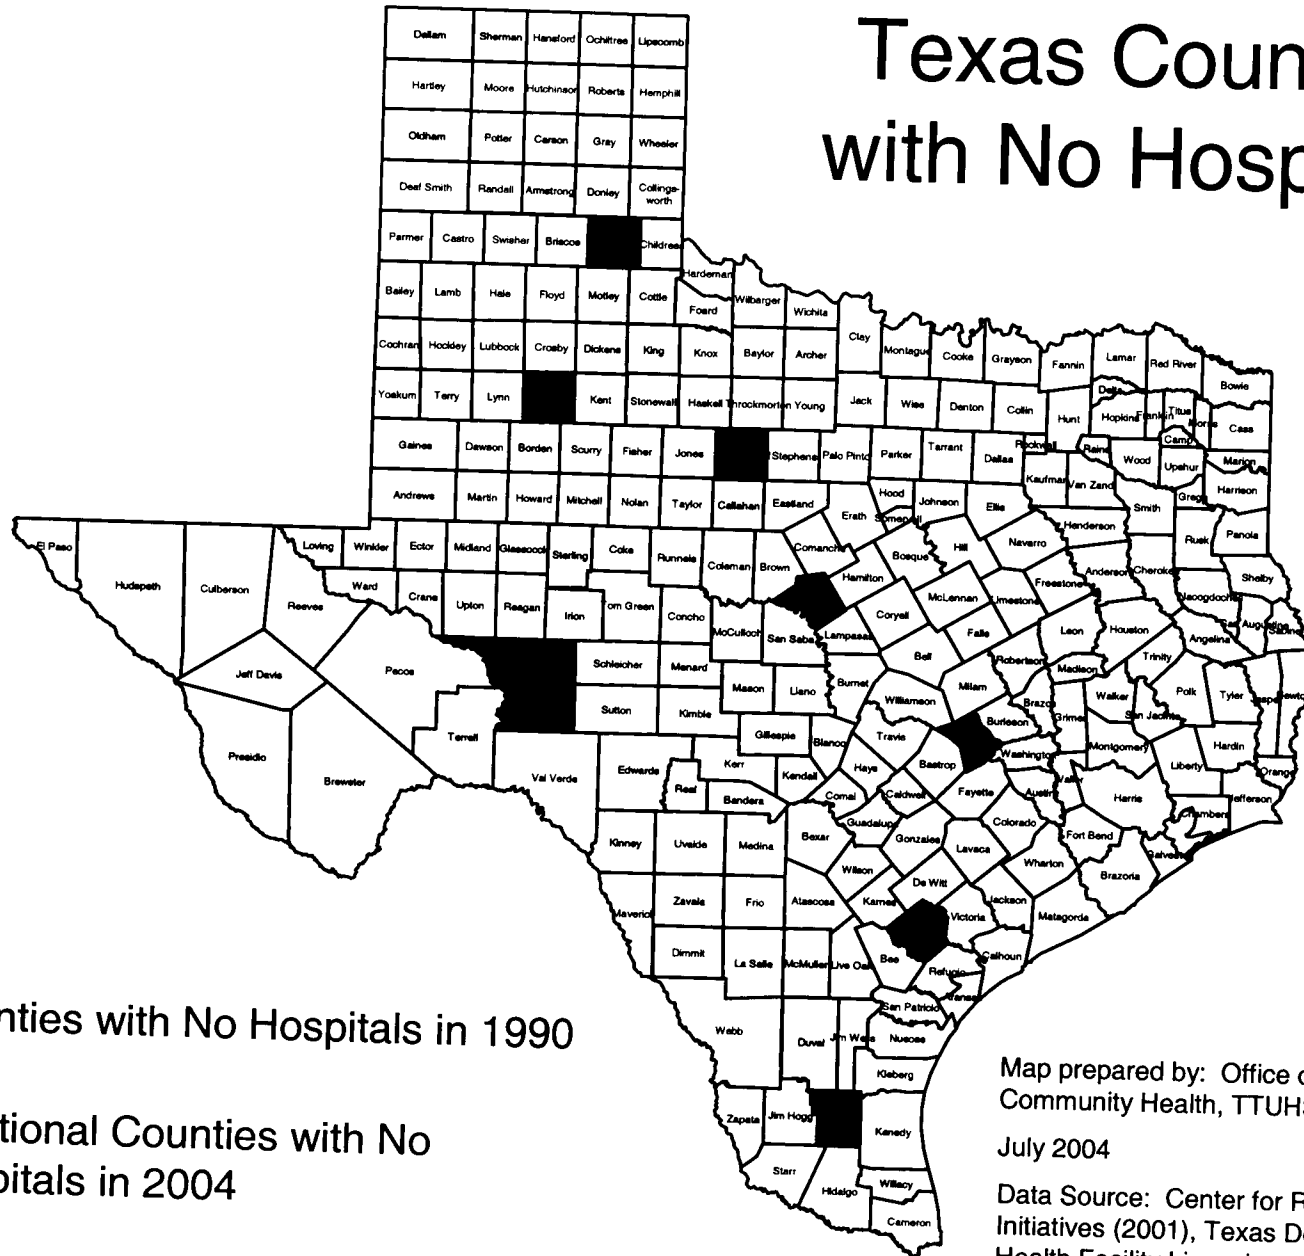 Texas Coun
with No Hosp
Dallam Sherman Hansford Ochiltree Lipscomb
Hartley Moore Hutchinson Roberts Hemphill
Oldham Potter Carson Gray Wheeler
Deaf Smith Randall Armstrong Donley Collings-
worth
Parmer Castro Swisher Briscoe Childres
Hardeman
Bailey Lamb Hale Floyd Motley Cottle Foard Wilbarger Wichita
Clay
Cochran Hockley Lubbock Crosby Dickens King Knox Baylor Archer Montague Cooke Grayson Fannin Lamar Red River
Bowie
Delta
Yoakum Terry Lynn Kent Stonewall Haskell Throckmorton Young Jack Wise Denton Collin Hunt Hopkins Franklin Titus Morris Cass
Camp
Gaines Dawson Borden Scurry Fisher Jones Stephens Palo Pinto Parker Tarrant Dallas Rockwall Rains Wood Upshur Marion
Kaufman Van Zand Harrison
Andrews Martin Howard Mitchell Nolan Taylor Callahan Eastland Erath Hood Johnson Ellis Smith Gregg
Somervell Henderson Rusk Panola
El Paso Loving Winkler Ector Midland Glasscock Sterling Coke Runnels Coleman Brown Comanche Bosque Hill Navarro
Hudspeth Culberson Reeves Ward Crane Upton Reagan Irion Tom Green Concho Hamilton McLennan Limestone Freestone Anderson Cherokee Shelby
Nacogdoch
McCulloch San Saba Lampasas Coryell Falls Leon Houston Angelina San Augustine Sabine
Jeff Davis Pecos Schleicher Menard Mason Llano Burnet Bell Robertson Madison Trinity
Sutton Kimble Williamson Milam Brazo Grimes Walker San Jacinto Polk Tyler Jasper Newto
Presidio Brewster Terrell Val Verde Edwards Kerr Gillespie Blanco Travis Burleson
Real Bandera Kendall Hays Bastrop Washington Montgomery Liberty Hardin Orange
Comal Caldwell Fayette Austin Waller Harris Jefferson
Chambers
Kinney Uvalde Medina Bexar Guadalup Gonzales Lavaca Colorado Fort Bend Galvest
Wilson De Witt Wharton Brazoria
Maveric Zavala Frio Atascosa Karnes Victoria Jackson Matagorda
Dimmit La Salle McMullen Live Oak Bee Refugio Calhoun
Aransas
San Patricio
Webb Duval Jim Wells Nueces
Kleberg
Zapata Jim Hogg Kenedy
Starr Hidalgo Willacy
Cameron
nties with No Hospitals in 1990
tional Counties with No
pitals in 2004
Map prepared by: Office o
Community Health, TTUHS
July 2004
Data Source: Center for R
Initiatives (2001), Texas De